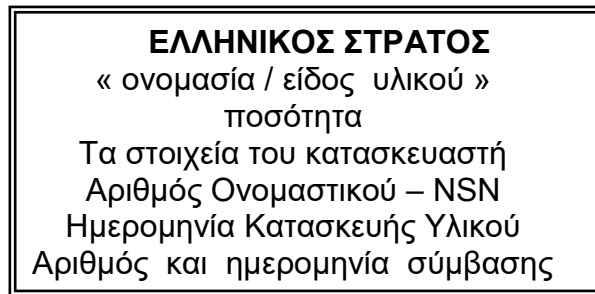 ΕΛΛΗΝΙΚΟΣ ΣΤΡΑΤΟΣ
« ονομασία / είδος υλικού »
ποσότητα
Τα στοιχεία του κατασκευαστή
Αριθμός Ονομαστικού – NSN
Ημερομηνία Κατασκευής Υλικού
Αριθμός και ημερομηνία σύμβασης